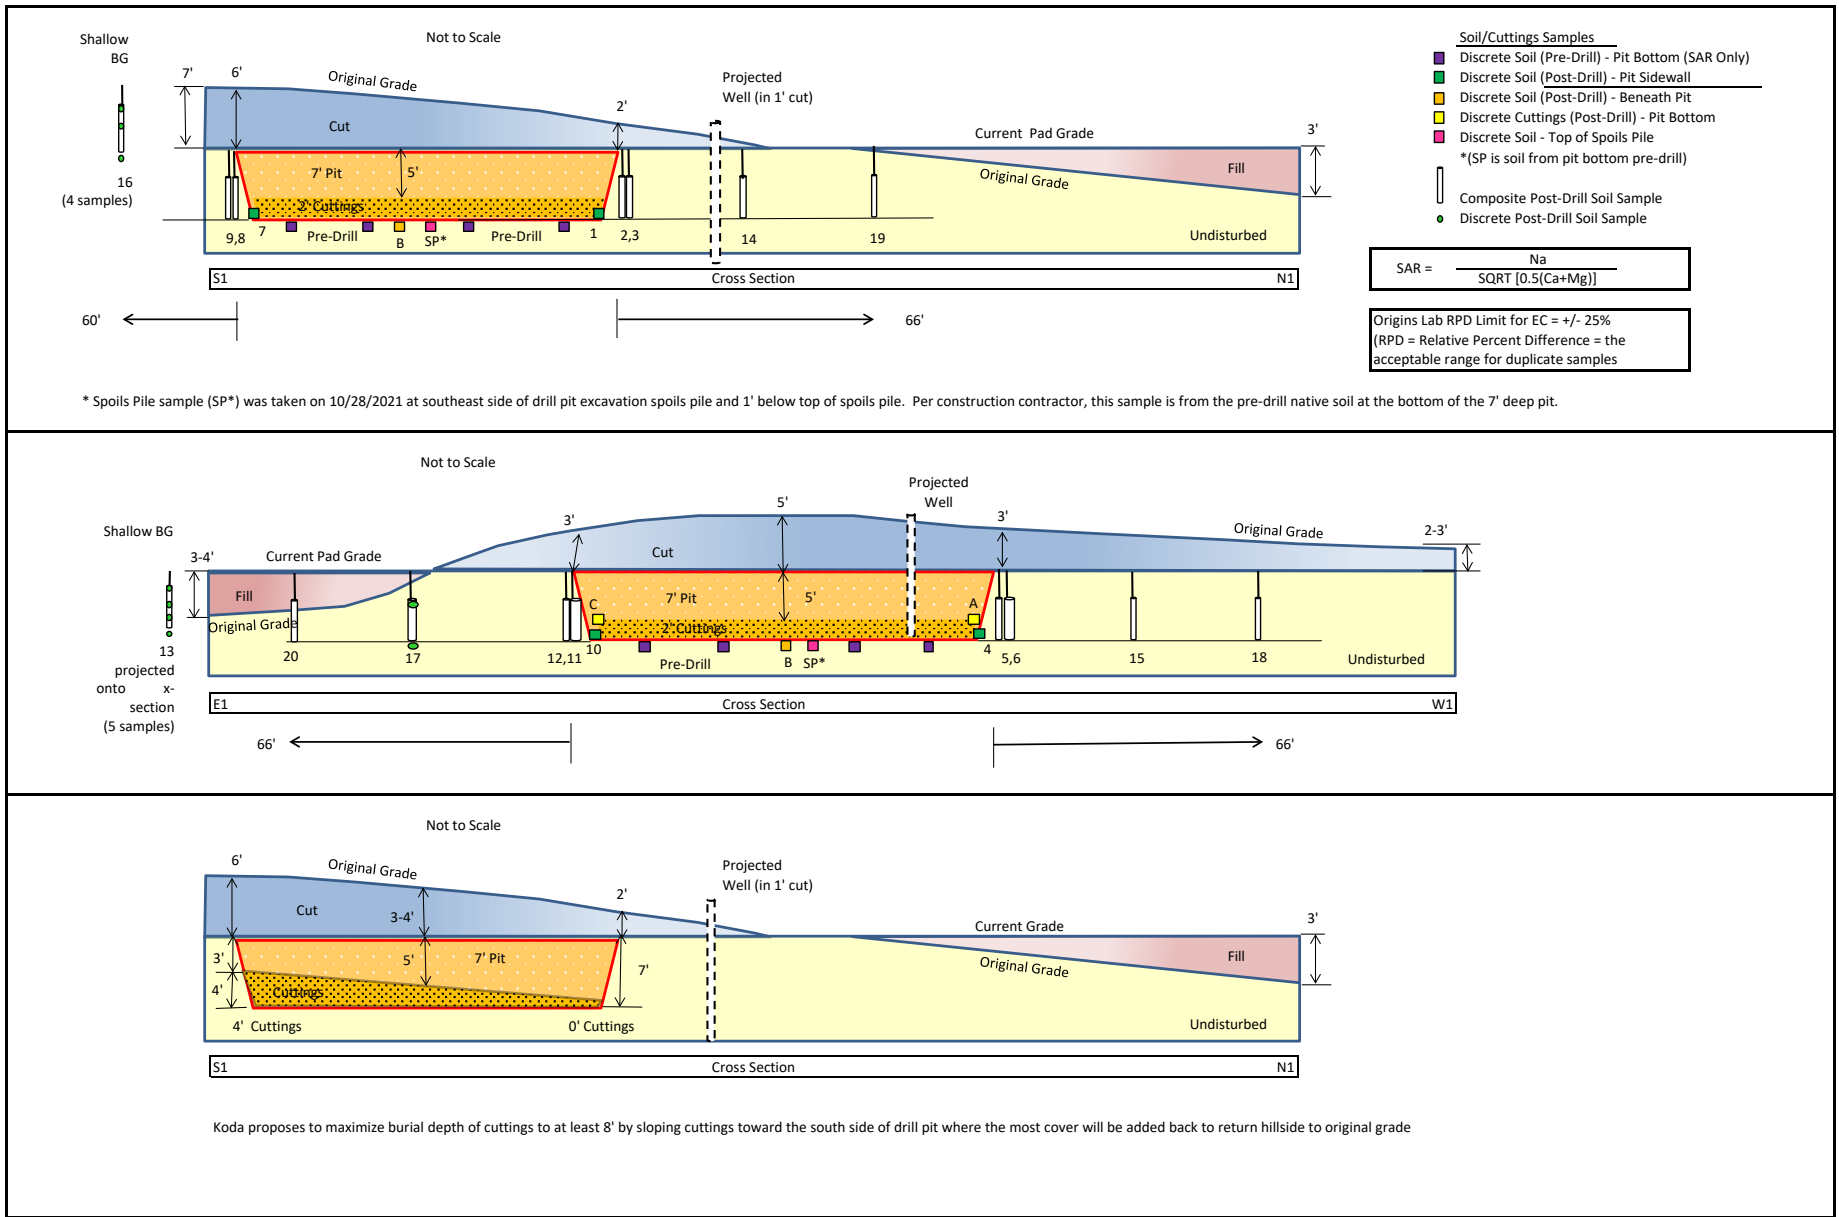 Shallow
BG
Not to Scale
7'
6'
Original Grade
Projected
Well (in 1' cut)
2'
Cut
Current Pad Grade
3'
7' Pit
5'
Original Grade
Fill
16
(4 samples)
2' Cuttings
9,8
7
Pre-Drill
B
SP*
Pre-Drill
1
2,3
14
19
Undisturbed
S1
Cross Section
N1
60'
66'
Soil/Cuttings Samples
Discrete Soil (Pre-Drill) - Pit Bottom (SAR Only)
Discrete Soil (Post-Drill) - Pit Sidewall
Discrete Soil (Post-Drill) - Beneath Pit
Discrete Cuttings (Post-Drill) - Pit Bottom
Discrete Soil - Top of Spoils Pile
*(SP is soil from pit bottom pre-drill)
Composite Post-Drill Soil Sample
Discrete Post-Drill Soil Sample
SAR =
Na
SQRT [0.5(Ca+Mg)]
Origins Lab RPD Limit for EC = +/- 25%
(RPD = Relative Percent Difference = the
acceptable range for duplicate samples
* Spoils Pile sample (SP*) was taken on 10/28/2021 at southeast side of drill pit excavation spoils pile and 1' below top of spoils pile. Per construction contractor, this sample is from the pre-drill native soil at the bottom of the 7' deep pit.
Not to Scale
Projected
Well
5'
Shallow BG
3'
3'
Original Grade
2-3'
3-4'
Current Pad Grade
Cut
Fill
7' Pit
5'
C
A
Original Grade
2' Cuttings
13
projected
onto x-
section
(5 samples)
20
17
12,11
10
Pre-Drill
B
SP*
4
5,6
15
18
Undisturbed
E1
Cross Section
W1
66'
66'
Not to Scale
6'
Original Grade
Projected
Well (in 1' cut)
2'
Cut
3-4'
Current Grade
3'
3'
5'
7' Pit
7'
Original Grade
Fill
4'
Cuttings
4' Cuttings
0' Cuttings
Undisturbed
S1
Cross Section
N1
Koda proposes to maximize burial depth of cuttings to at least 8' by sloping cuttings toward the south side of drill pit where the most cover will be added back to return hillside to original grade